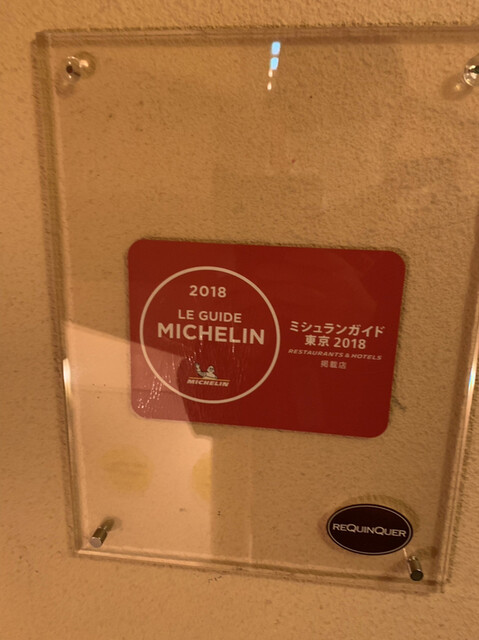 2018
LE GUIDE
MICHELIN
MICHELIN
ミシュランガイド
東京 2018
RESTAURANTS & HOTELS
掲載店
REQUINQUER